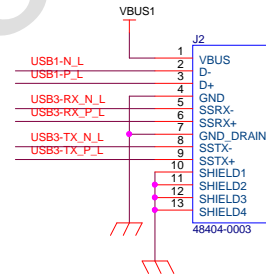 VBUS1
J2
1 VBUS
USB1-N_L 2 D-
USB1-P_L 3 D+
4 GND
USB3-RX_N_L 5 SSRX-
USB3-RX_P_L 6 SSRX+
7 GND_DRAIN
USB3-TX_N_L 8 SSTX-
USB3-TX_P_L 9 SSTX+
10 SHIELD1
11 SHIELD2
12 SHIELD3
13 SHIELD4
48404-0003